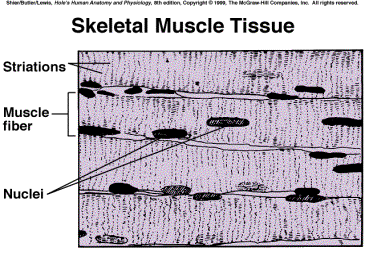 Shier/Butler/Lewis, Hole's Human Anatomy and Physiology, 8th edition, Copyright © 1999, The McGraw-Hill Companies, Inc. All rights reserved.
Skeletal Muscle Tissue
Striations
Muscle
fiber
Nuclei